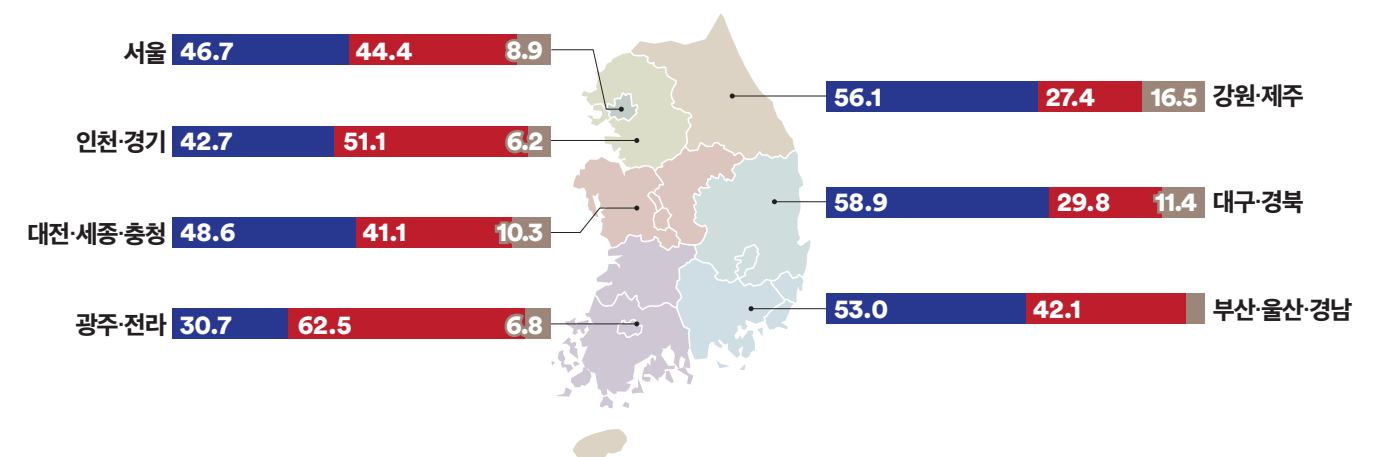 서울 46.7 44.4 8.9
인천·경기 42.7 51.1 6.2
대전·세종·충청 48.6 41.1 10.3
광주·전라 30.7 62.5 6.8
56.1 27.4 16.5 강원·제주
58.9 29.8 11.4 대구·경북
53.0 42.1 부산·울산·경남